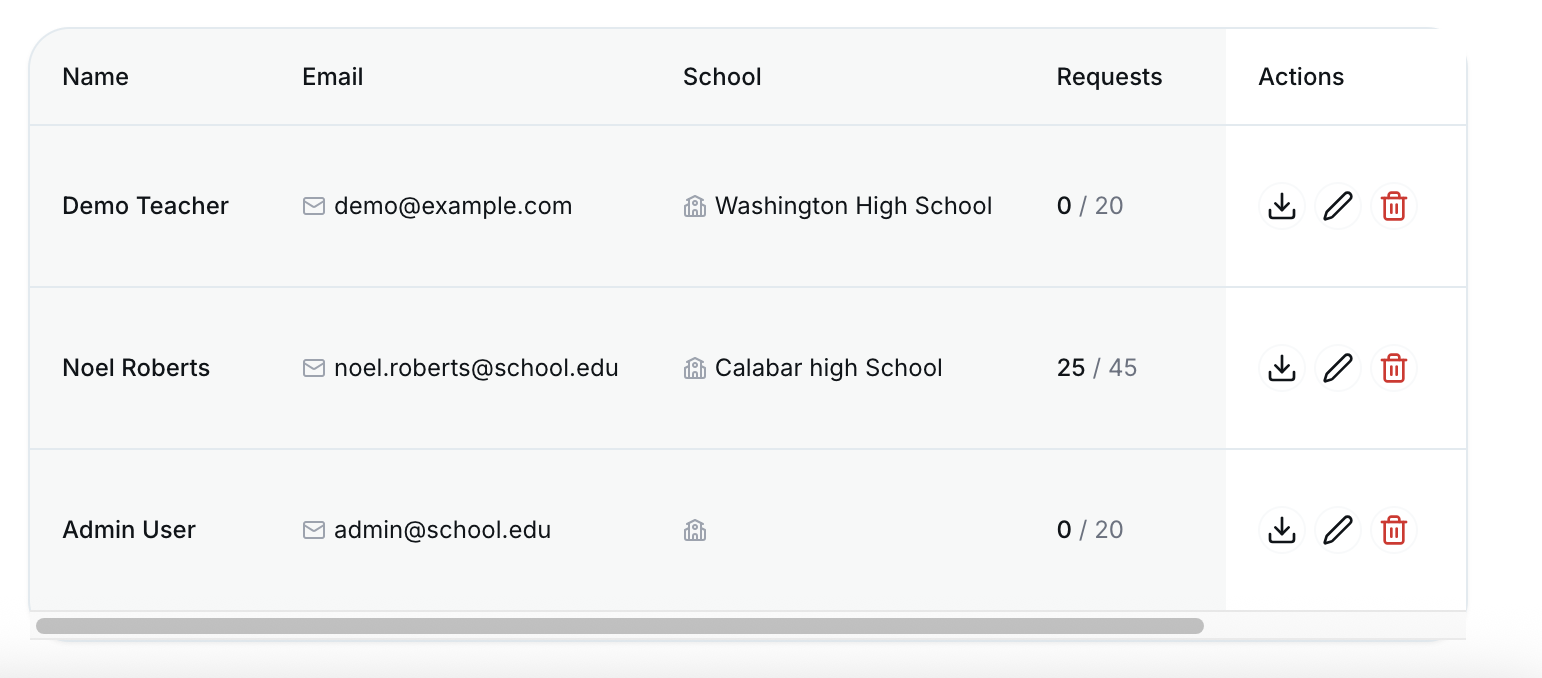 Name Email School Requests Actions
Demo Teacher demo@example.com Washington High School 0 / 20
Noel Roberts noel.roberts@school.edu Calabar high School 25 / 45
Admin User admin@school.edu 0 / 20